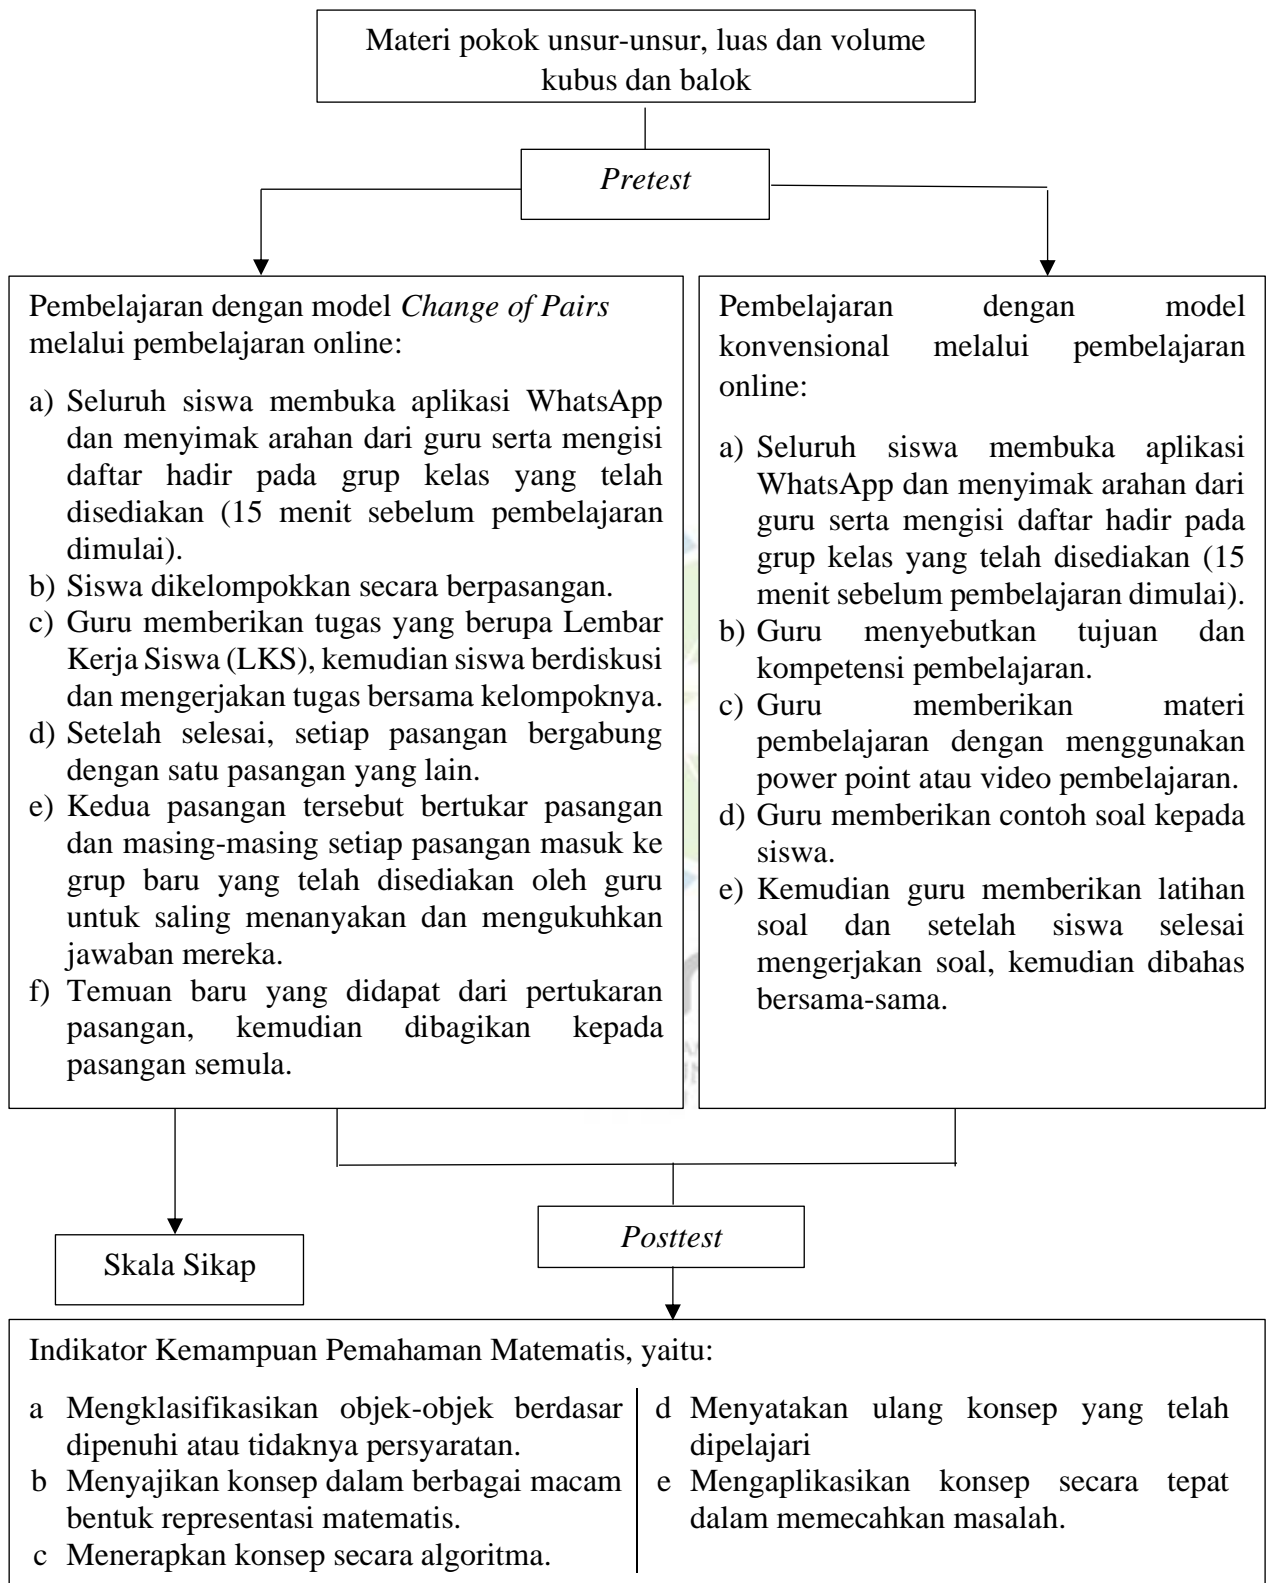 Materi pokok unsur-unsur, luas dan volume
kubus dan balok
Pretest
Pembelajaran dengan model Change of Pairs
melalui pembelajaran online:
a) Seluruh siswa membuka aplikasi WhatsApp
dan menyimak arahan dari guru serta mengisi
daftar hadir pada grup kelas yang telah
disediakan (15 menit sebelum pembelajaran
dimulai).
b) Siswa dikelompokkan secara berpasangan.
c) Guru memberikan tugas yang berupa Lembar
Kerja Siswa (LKS), kemudian siswa berdiskusi
dan mengerjakan tugas bersama kelompoknya.
d) Setelah selesai, setiap pasangan bergabung
dengan satu pasangan yang lain.
e) Kedua pasangan tersebut bertukar pasangan
dan masing-masing setiap pasangan masuk ke
grup baru yang telah disediakan oleh guru
untuk saling menanyakan dan mengukuhkan
jawaban mereka.
f) Temuan baru yang didapat dari pertukaran
pasangan, kemudian dibagikan kepada
pasangan semula.
Pembelajaran dengan model
konvensional melalui pembelajaran
online:
a) Seluruh siswa membuka aplikasi
WhatsApp dan menyimak arahan dari
guru serta mengisi daftar hadir pada
grup kelas yang telah disediakan (15
menit sebelum pembelajaran dimulai).
b) Guru menyebutkan tujuan dan
kompetensi pembelajaran.
c) Guru memberikan materi
pembelajaran dengan menggunakan
power point atau video pembelajaran.
d) Guru memberikan contoh soal kepada
siswa.
e) Kemudian guru memberikan latihan
soal dan setelah siswa selesai
mengerjakan soal, kemudian dibahas
bersama-sama.
Skala Sikap
Posttest
Indikator Kemampuan Pemahaman Matematis, yaitu:
a Mengklasifikasikan objek-objek berdasar
dipenuhi atau tidaknya persyaratan.
b Menyajikan konsep dalam berbagai macam
bentuk representasi matematis.
c Menerapkan konsep secara algoritma.
d Menyatakan ulang konsep yang telah
dipelajari
e Mengaplikasikan konsep secara tepat
dalam memecahkan masalah.